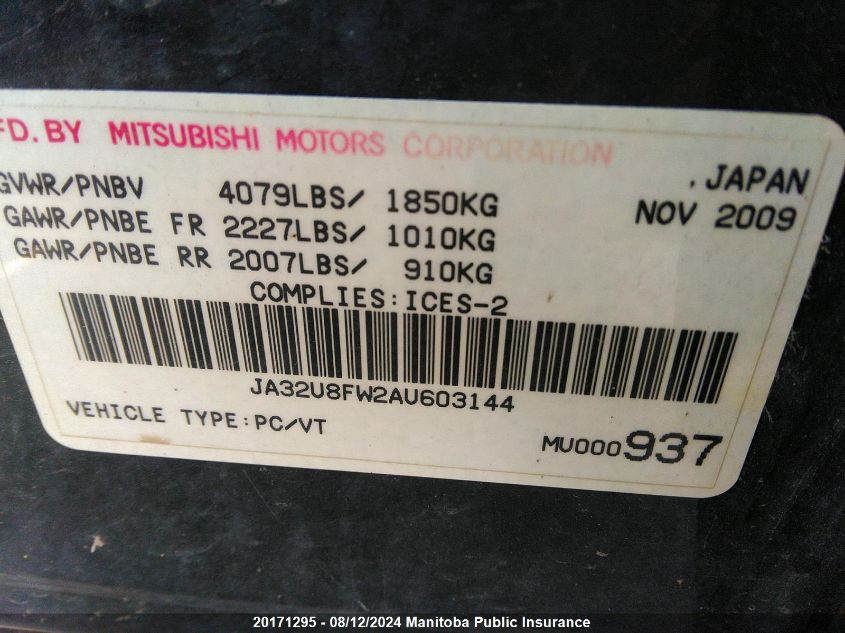 FD. BY MITSUBISHI MOTORS CORPORATION
GVWR/PNBV 4079LBS/ 1850KG , JAPAN
GAWR/PNBE FR 2227LBS/ 1010KG NOV 2009
GAWR/PNBE RR 2007LBS/ 910KG
COMPLIES:ICES-2
JA32U8FW2AU603144
VEHICLE TYPE:PC/VT
MU000937
20171295 - 08/12/2024 Manitoba Public Insurance